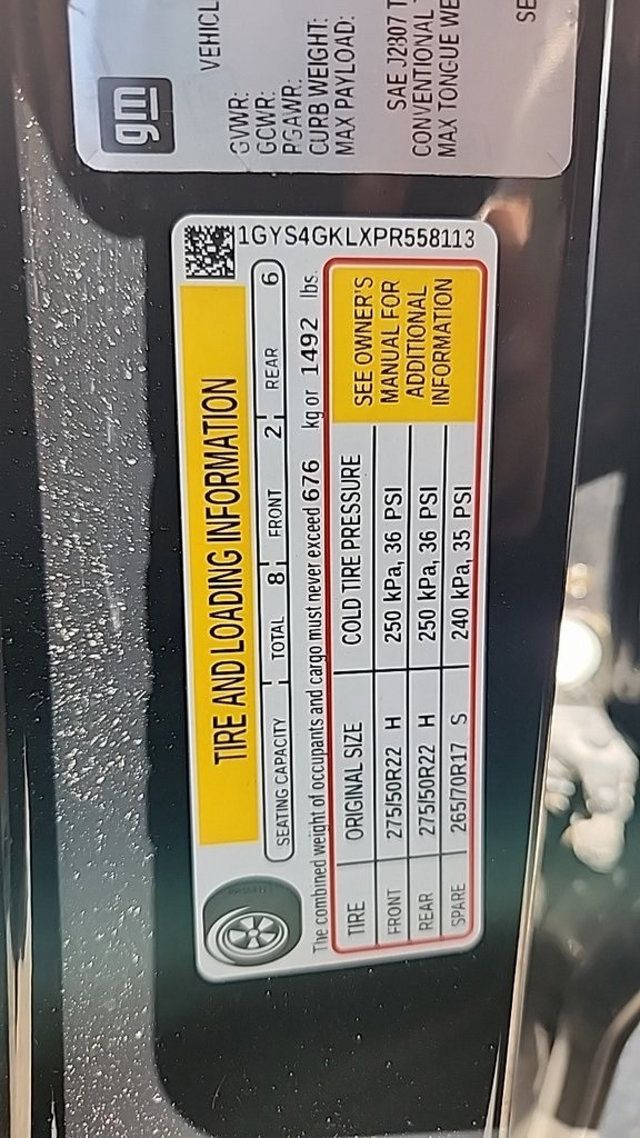 gm
VEHICL
GVWR:
GCWR:
PGAWR:
CURB WEIGHT:
MAX PAYLOAD:
SAE J2807 T
CONVENTIONAL
MAX TONGUE WE
SE
1GYS4GKLXPR558113
TIRE AND LOADING INFORMATION
SEATING CAPACITY TOTAL 8 FRONT 2 REAR 6
The combined weight of occupants and cargo must never exceed 676 kg or 1492 lbs.
TIRE ORIGINAL SIZE COLD TIRE PRESSURE
FRONT 275/50R22 H 250 kPa, 36 PSI
REAR 275/50R22 H 250 kPa, 36 PSI
SPARE 265/70R17 S 240 kPa, 35 PSI
SEE OWNER'S
MANUAL FOR
ADDITIONAL
INFORMATION